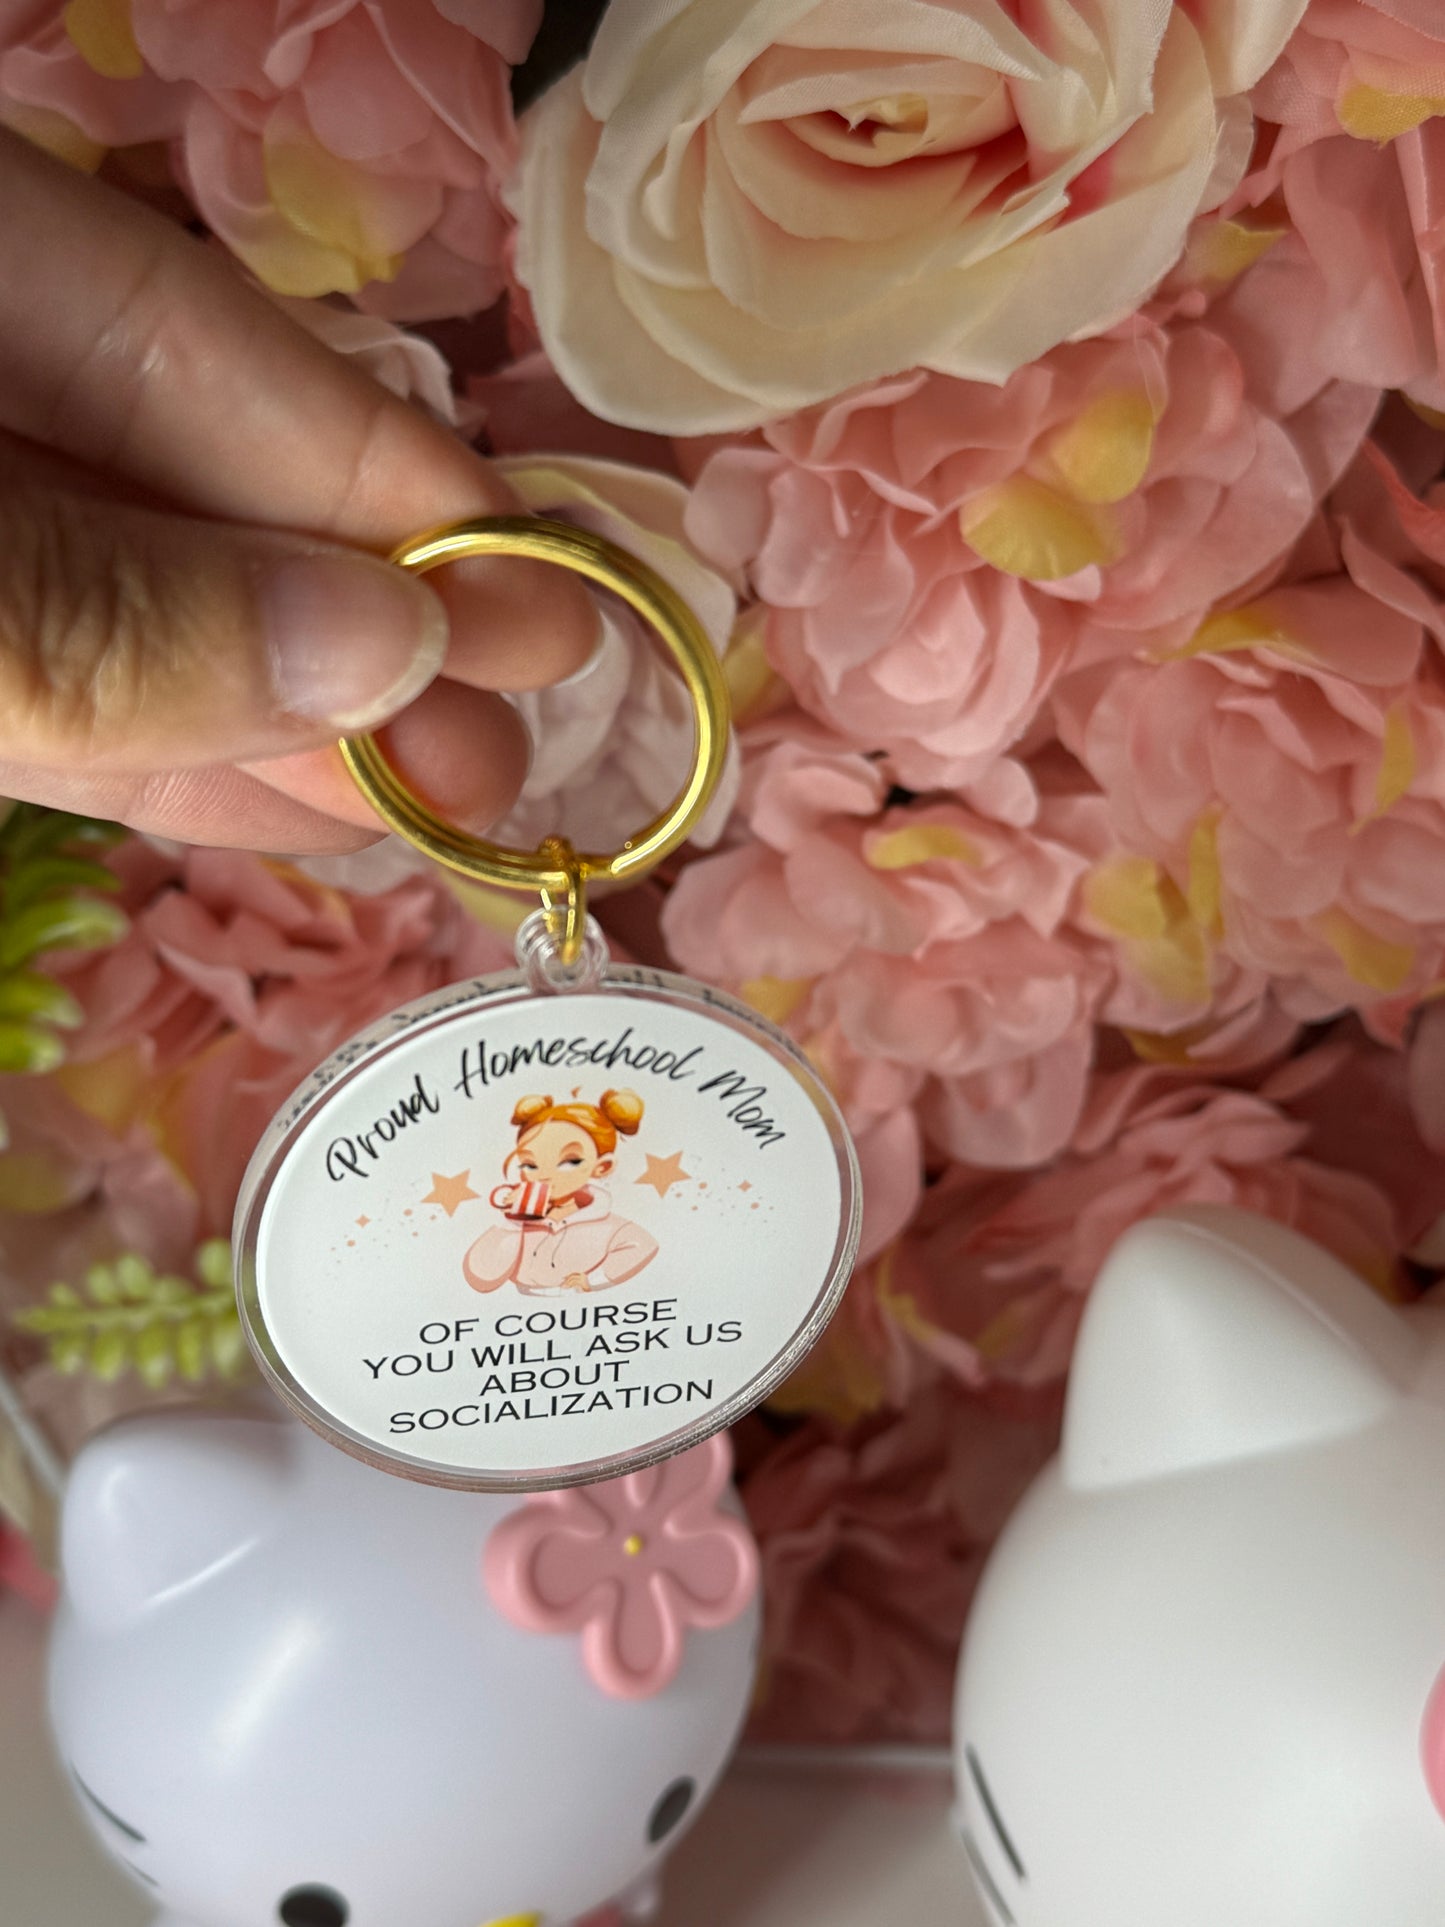 Proud Homeschool Mom
OF COURSE
YOU WILL ASK US
ABOUT
SOCIALIZATION